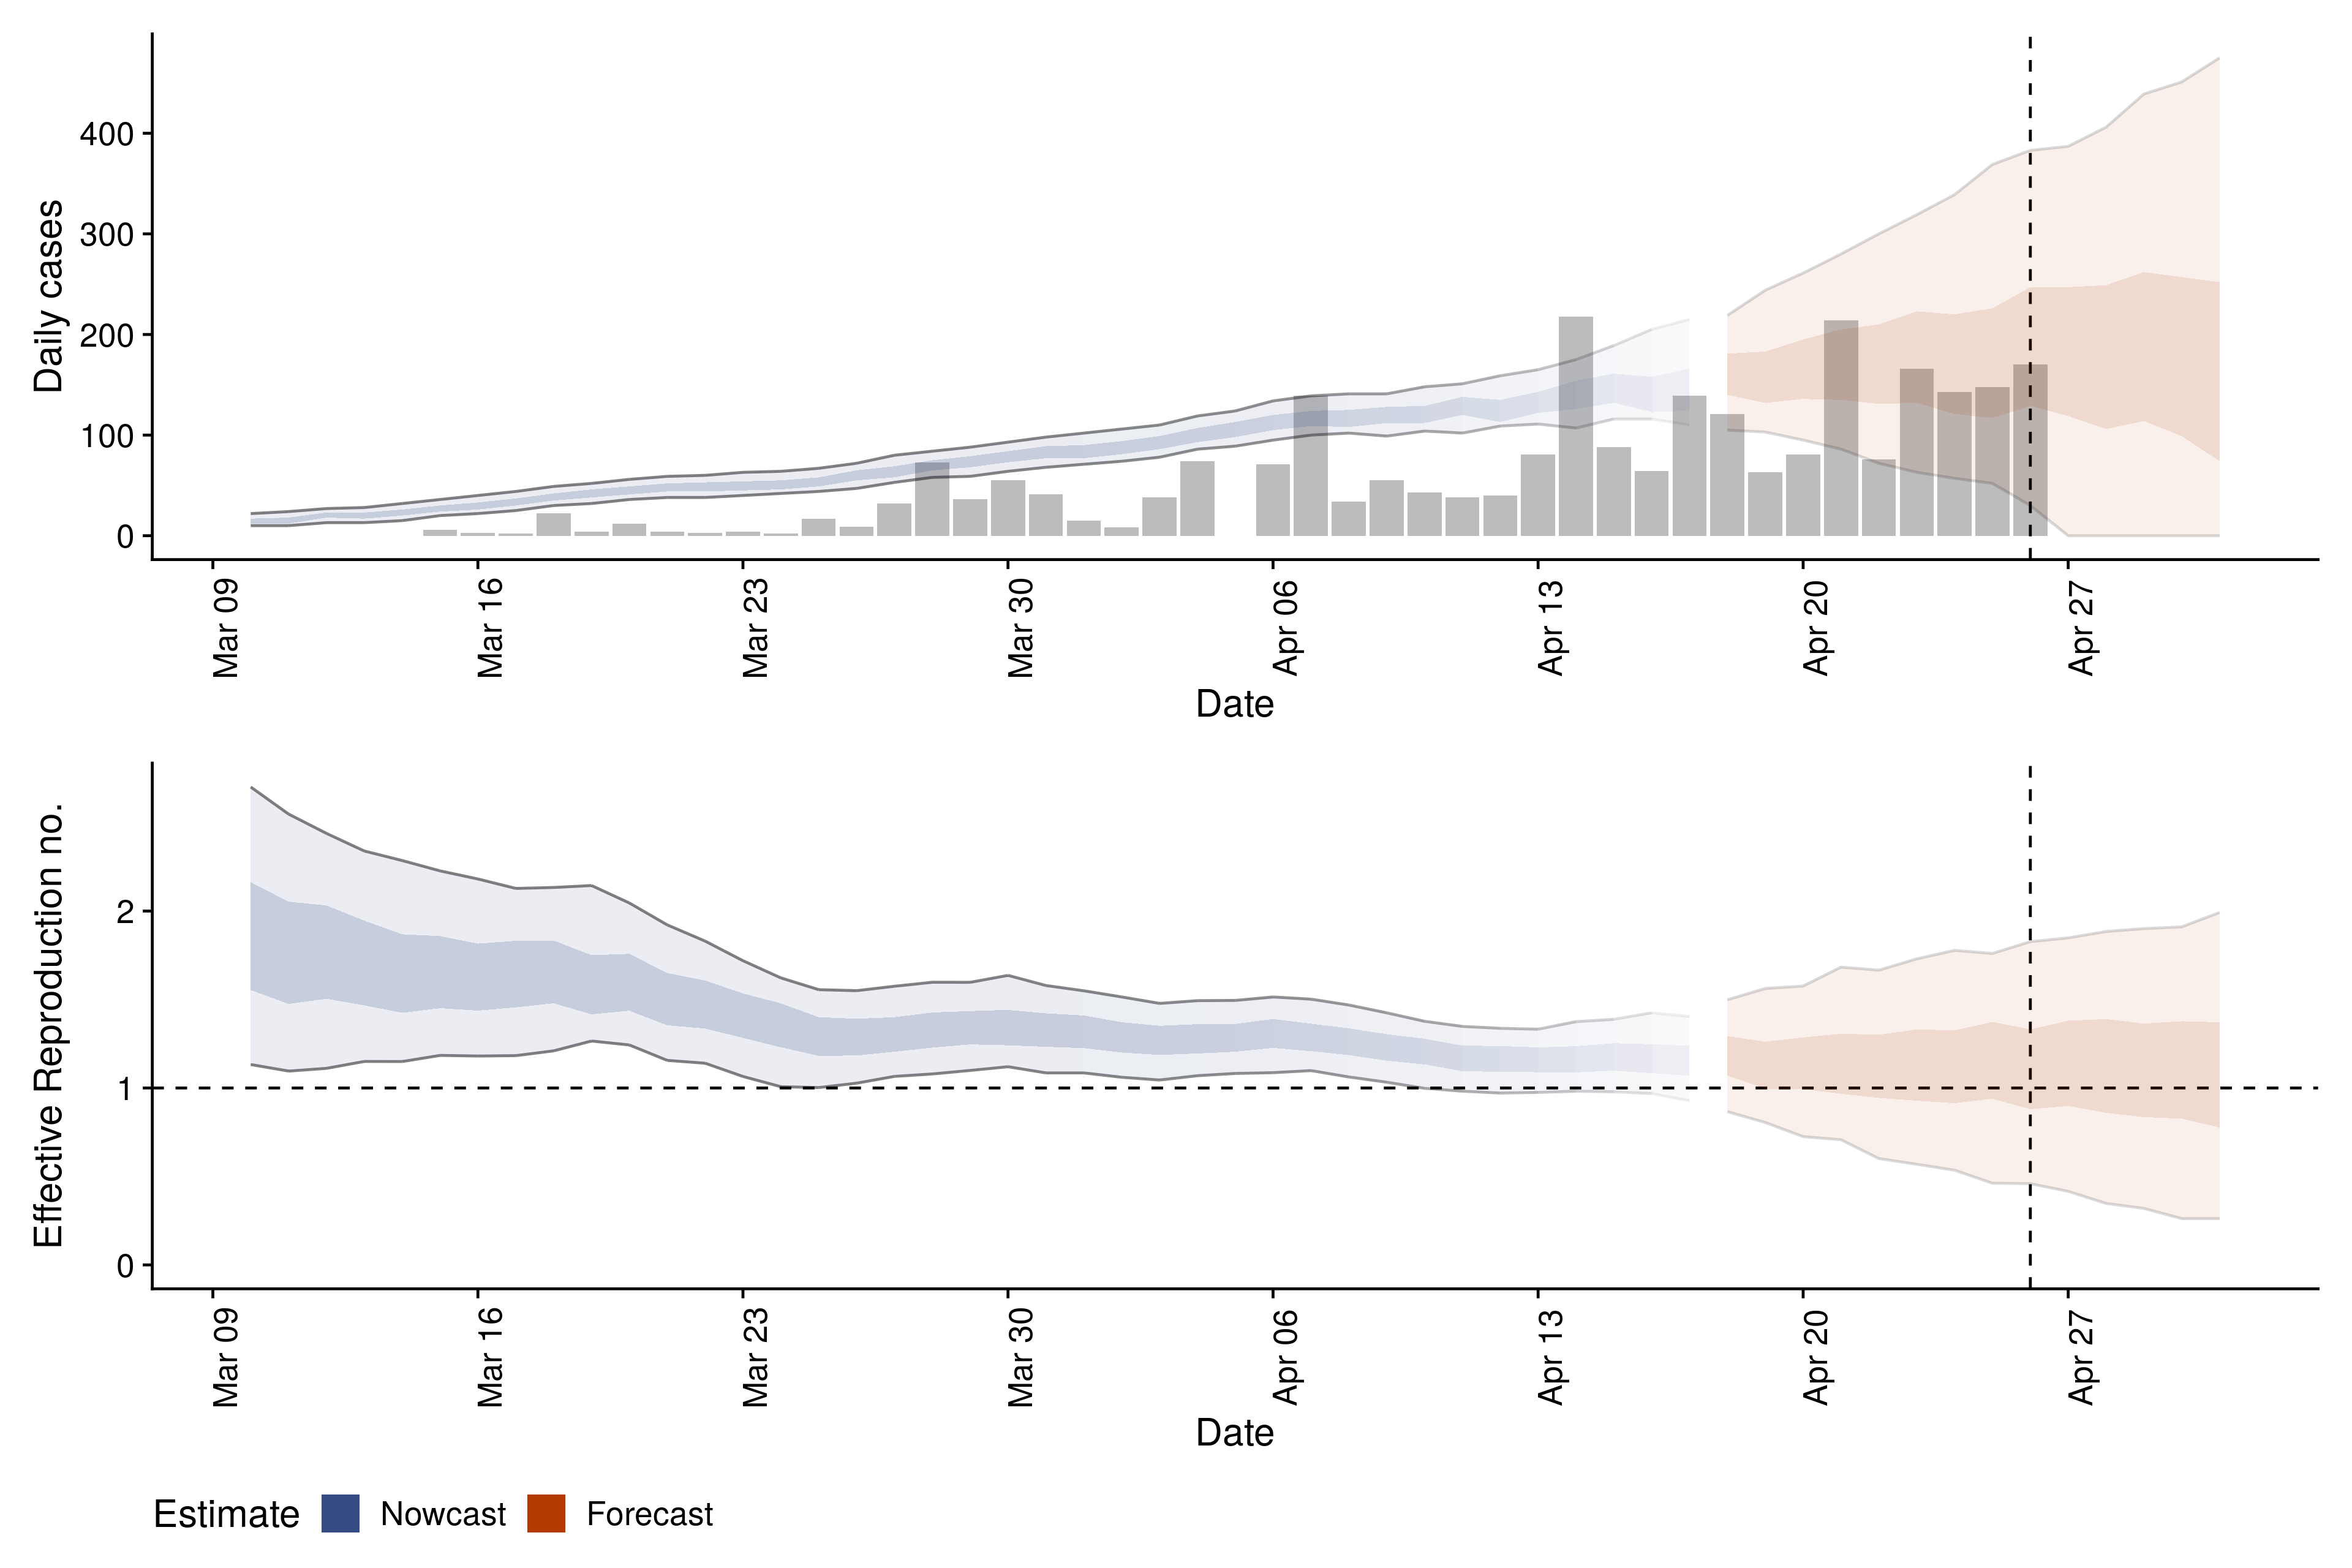 Daily cases
400
300
200
100
0
Mar 09
Mar 16
Mar 23
Mar 30
Apr 06
Apr 13
Apr 20
Apr 27
Date
Effective Reproduction no.
2
1
0
Mar 09
Mar 16
Mar 23
Mar 30
Apr 06
Apr 13
Apr 20
Apr 27
Date
Estimate Nowcast Forecast